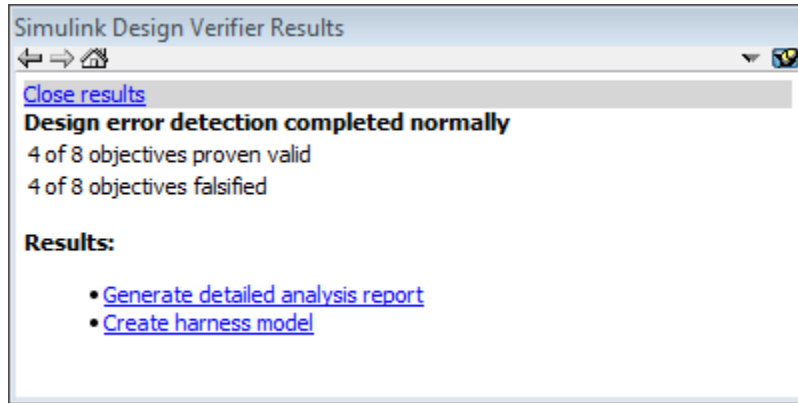 Simulink Design Verifier Results
Close results
Design error detection completed normally
4 of 8 objectives proven valid
4 of 8 objectives falsified
Results:
• Generate detailed analysis report
• Create harness model